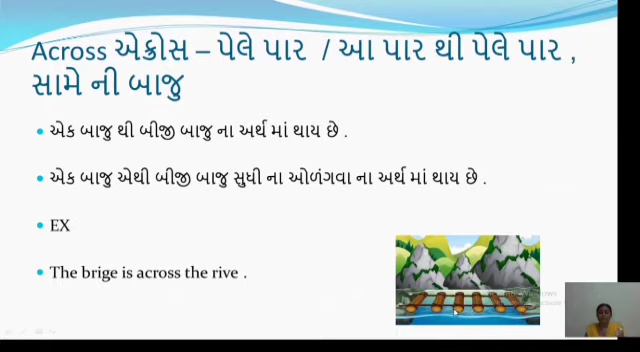 Across એક્રોસ – પેલે પાર / આ પાર થી પેલે પાર ,
સામે ની બાજુ
• એક બાજુ થી બીજી બાજુ ના અર્થ માં થાય છે .
• એક બાજુ એથી બીજી બાજુ સુધી ના ઓળંગવા ના અર્થ માં થાય છે .
• EX
• The brige is across the rive .